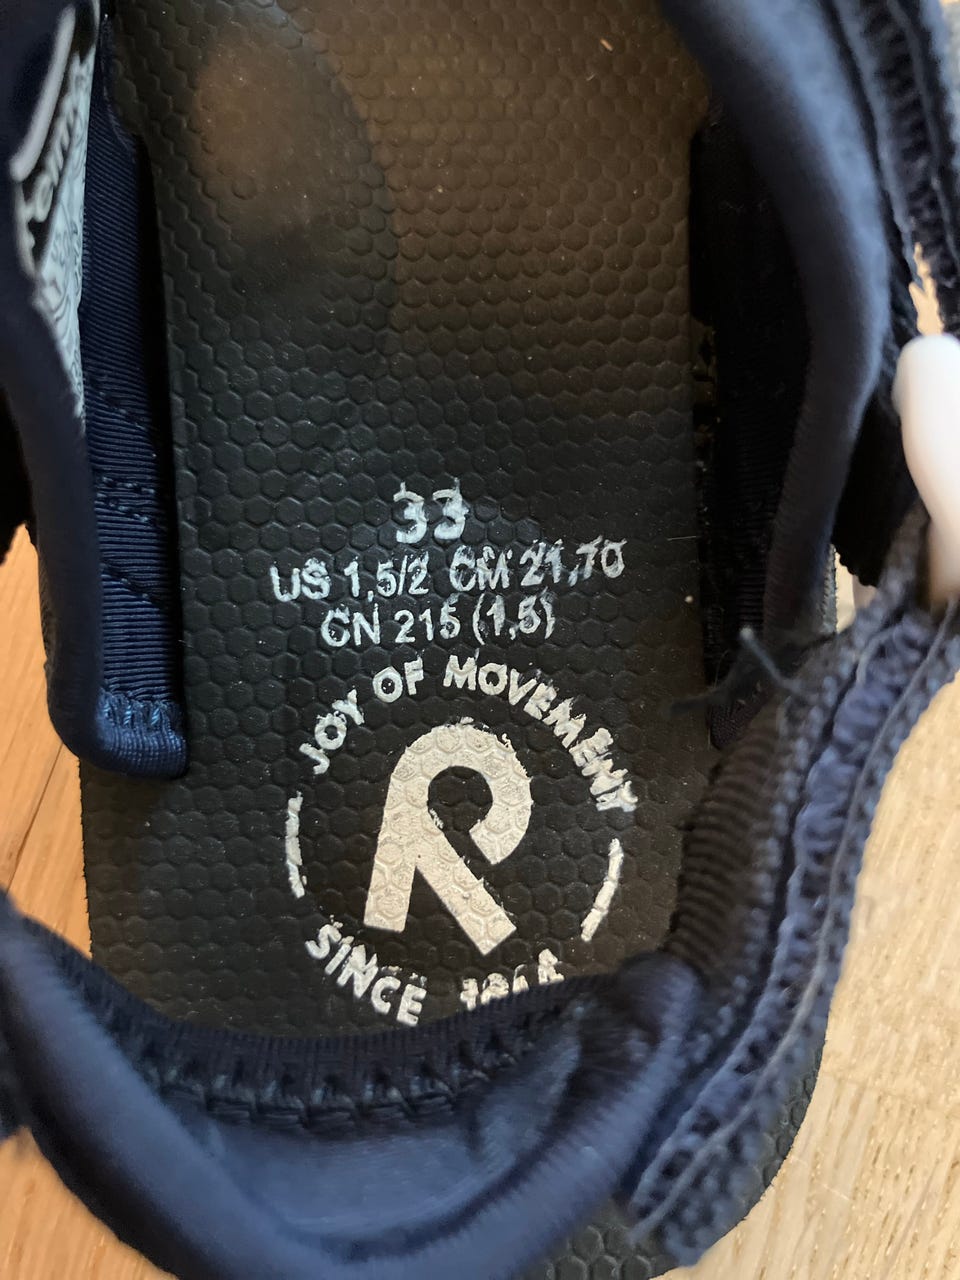 33
US 1,5/2 CM 21,70
CN 215 (1,5)
JOY OF MOVEMENT
R
SINCE